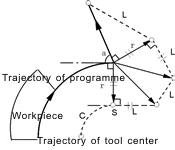 L
a r L
Trajectory of programme
r L
Workpiece
C S L
Trajectory of tool center